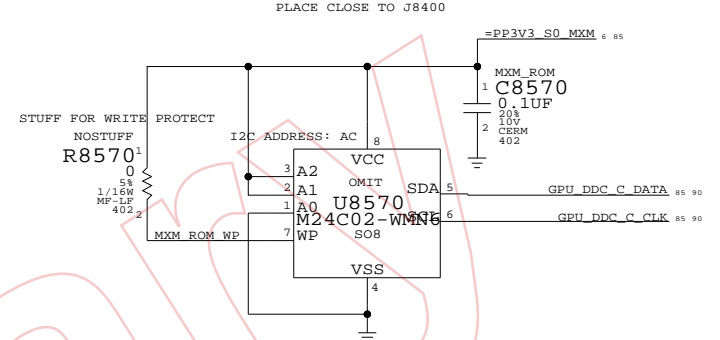 PLACE CLOSE TO J8400
=PP3V3_S0_MXM 6 85
MXM_ROM
1 C8570
0.1UF
20%
10V
2 CERM
402
STUFF FOR WRITE PROTECT
NOSTUFF
R8570 1
0
5%
1/16W
MF-LF
402 2
I2C ADDRESS: AC
8
VCC
3 A2
OMIT
2 A1
SDA 5 GPU_DDC_C_DATA 85 90
1 A0
U8570
M24C02-WMN6
SCL 6 GPU_DDC_C_CLK 85 90
MXM_ROM_WP 7 WP
SO8
VSS
4